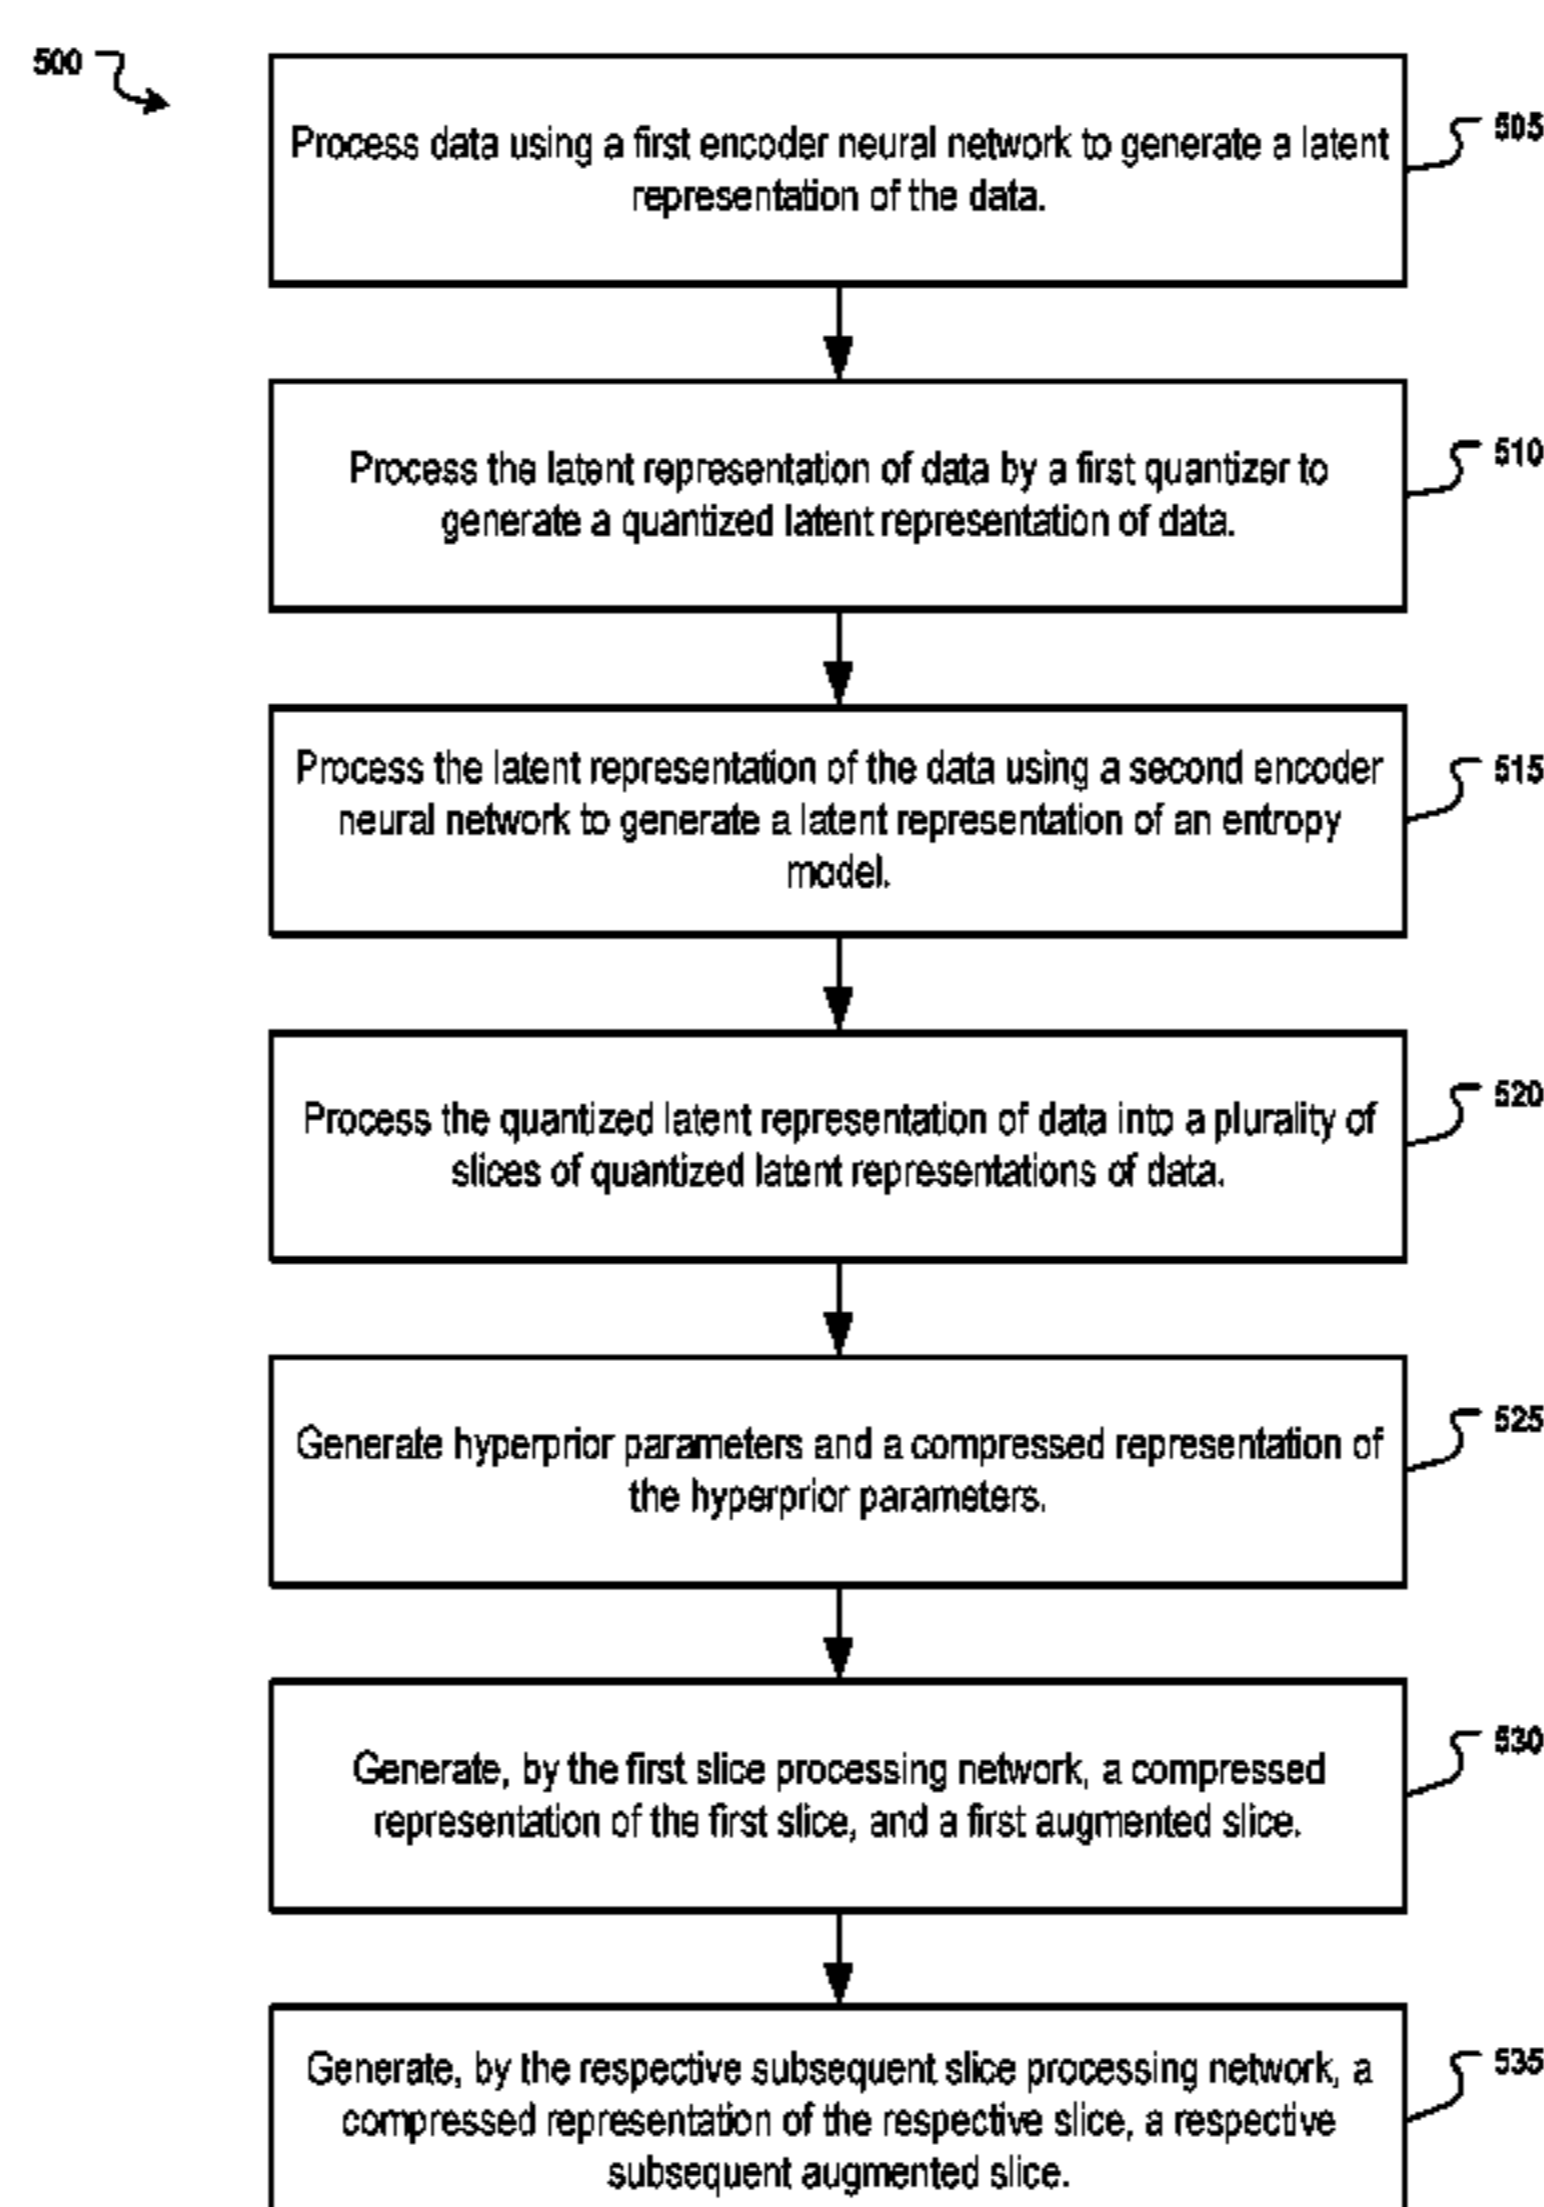 500
Process data using a first encoder neural network to generate a latent
representation of the data.
505
Process the latent representation of data by a first quantizer to
generate a quantized latent representation of data.
510
Process the latent representation of the data using a second encoder
neural network to generate a latent representation of an entropy
model.
515
Process the quantized latent representation of data into a plurality of
slices of quantized latent representations of data.
520
Generate hyperprior parameters and a compressed representation of
the hyperprior parameters.
525
Generate, by the first slice processing network, a compressed
representation of the first slice, and a first augmented slice.
530
Generate, by the respective subsequent slice processing network, a
compressed representation of the respective slice, a respective
subsequent augmented slice.
535